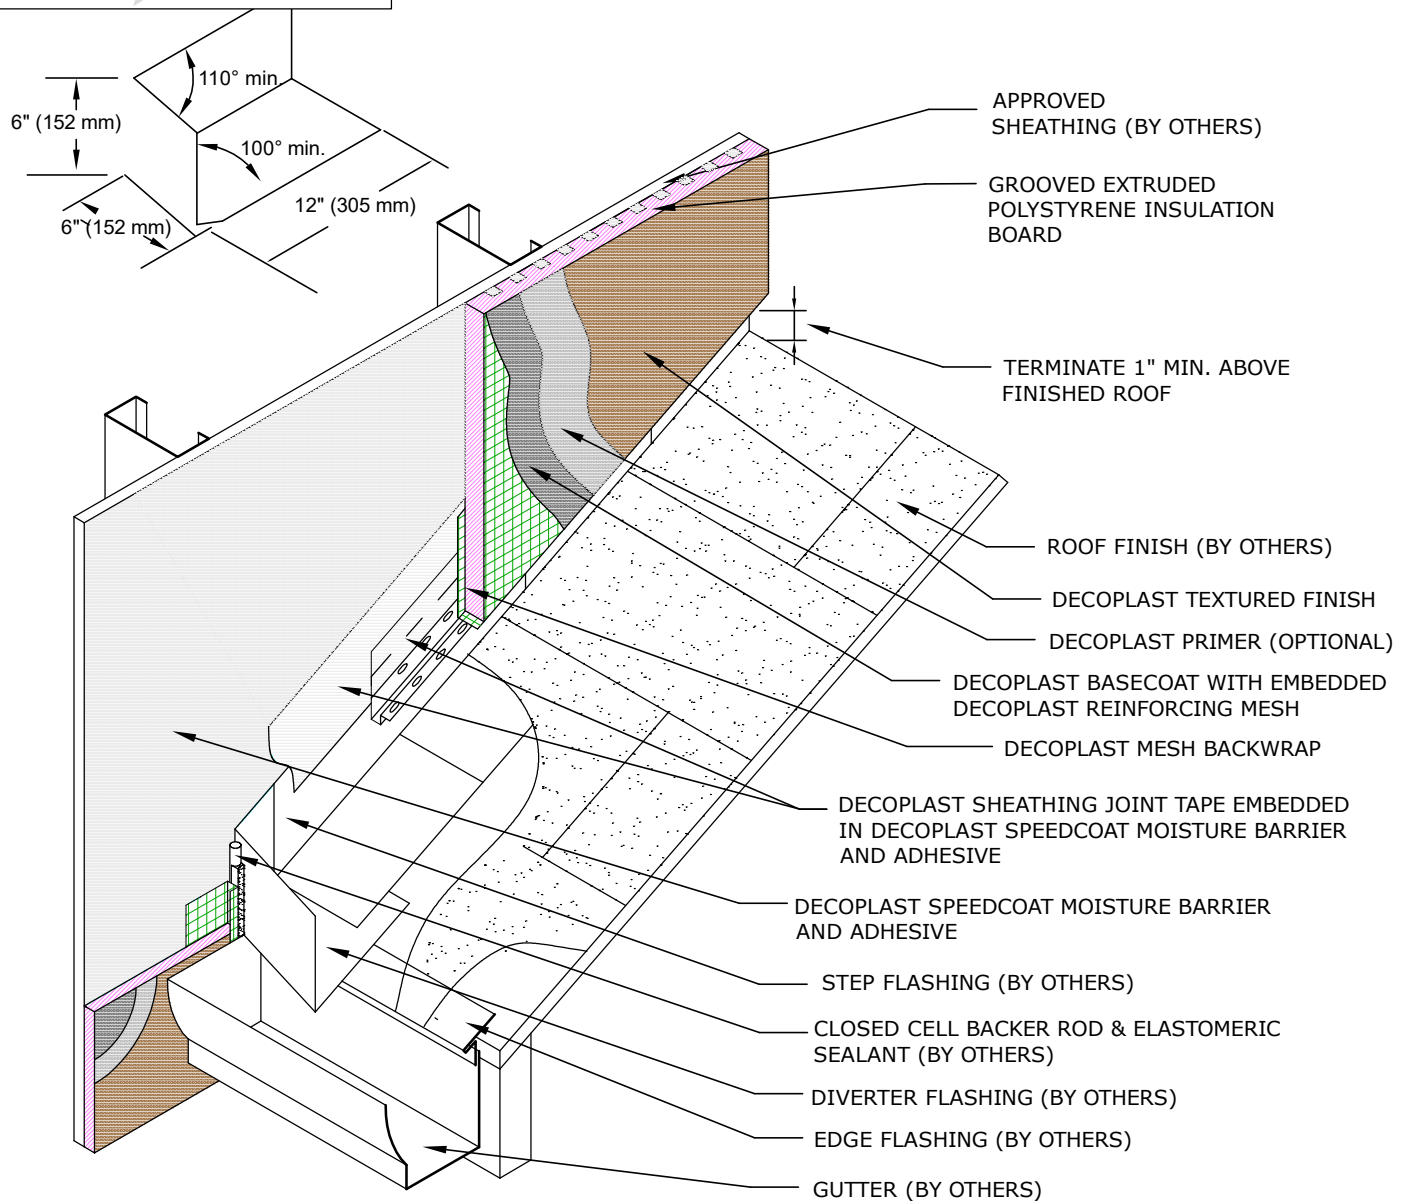 110° min.
6" (152 mm)
100° min.
12" (305 mm)
6" (152 mm)
APPROVED
SHEATHING (BY OTHERS)
GROOVED EXTRUDED
POLYSTYRENE INSULATION
BOARD
TERMINATE 1" MIN. ABOVE
FINISHED ROOF
ROOF FINISH (BY OTHERS)
DECOPLAST TEXTURED FINISH
DECOPLAST PRIMER (OPTIONAL)
DECOPLAST BASECOAT WITH EMBEDDED
DECOPLAST REINFORCING MESH
DECOPLAST MESH BACKWRAP
DECOPLAST SHEATHING JOINT TAPE EMBEDDED
IN DECOPLAST SPEEDCOAT MOISTURE BARRIER
AND ADHESIVE
DECOPLAST SPEEDCOAT MOISTURE BARRIER
AND ADHESIVE
STEP FLASHING (BY OTHERS)
CLOSED CELL BACKER ROD & ELASTOMERIC
SEALANT (BY OTHERS)
DIVERTER FLASHING (BY OTHERS)
EDGE FLASHING (BY OTHERS)
GUTTER (BY OTHERS)